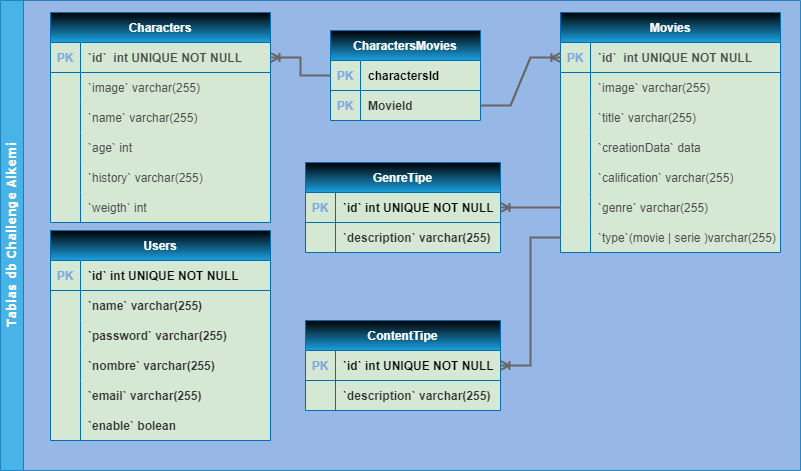 Tablas db Challenge Alkemi
Characters
PK `id` int UNIQUE NOT NULL
`image` varchar(255)
`name` varchar(255)
`age` int
`history` varchar(255)
`weigth` int
Users
PK `id` int UNIQUE NOT NULL
`name` varchar(255)
`password` varchar(255)
`nombre` varchar(255)
`email` varchar(255)
`enable` bolean
CharactersMovies
PK charactersId
PK MovieId
GenreTipe
PK `id` int UNIQUE NOT NULL
`description` varchar(255)
ContentTipe
PK `id` int UNIQUE NOT NULL
`description` varchar(255)
Movies
PK `id` int UNIQUE NOT NULL
`image` varchar(255)
`title` varchar(255)
`creationData` data
`calification` varchar(255)
`genre` varchar(255)
`type`(movie | serie )varchar(255)